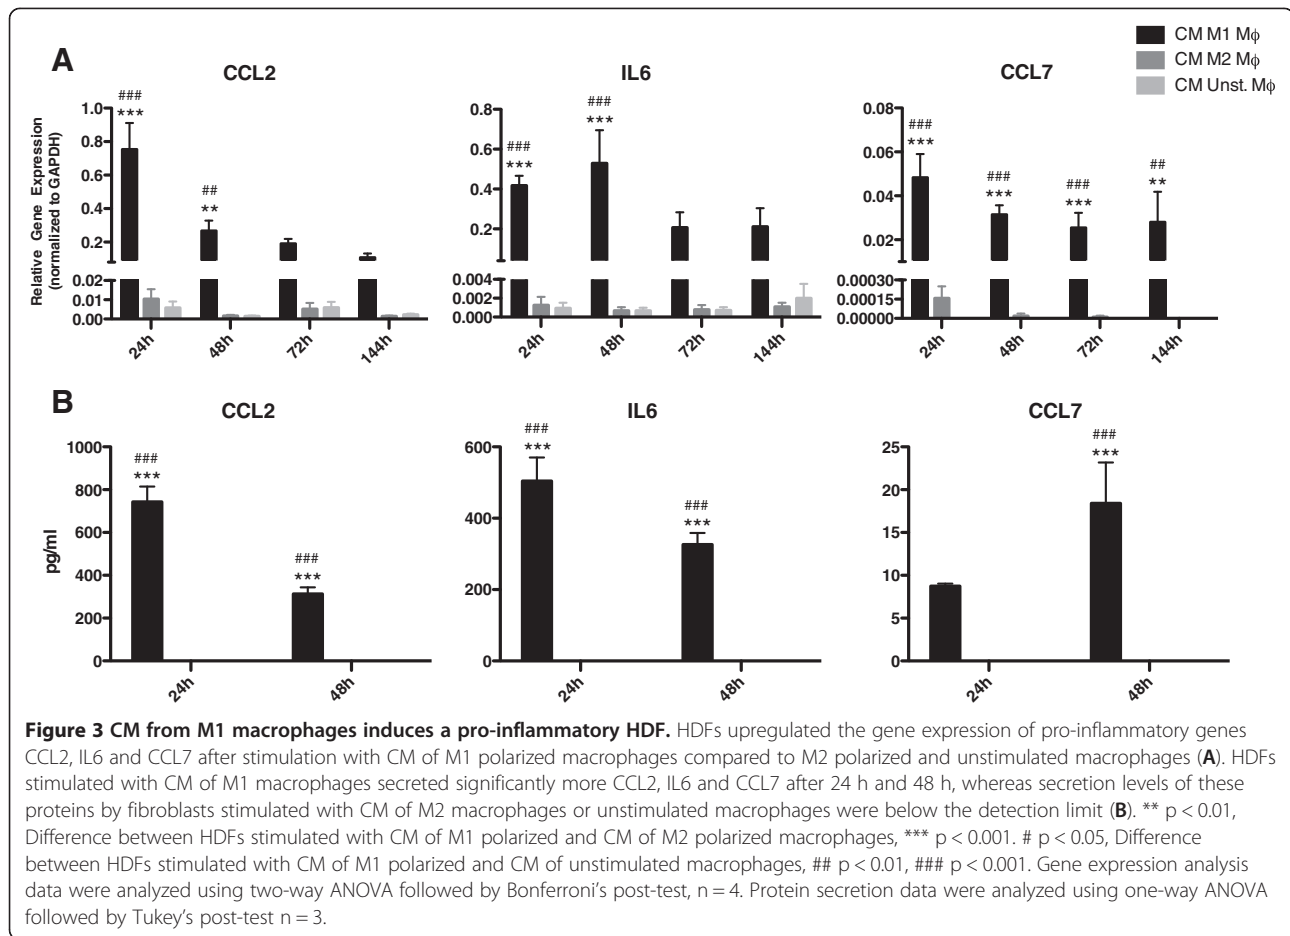 CM M1 Mϕ
CM M2 Mϕ
CM Unst. Mϕ
A
CCL2
IL6
CCL7
Relative Gene Expression
(normalized to GAPDH)
1.0
0.8
0.6
0.4
0.2
0.02
0.01
0.00
###
***
##
**
24h
48h
72h
144h
0.8
0.6
0.4
0.2
0.004
0.002
0.000
###
***
###
***
24h
48h
72h
144h
0.08
0.06
0.04
0.02
0.00030
0.00015
0.00000
###
***
###
***
###
***
##
**
24h
48h
72h
144h
B
CCL2
IL6
CCL7
pg/ml
1000
800
600
400
200
0
###
***
###
***
24h
48h
600
400
200
0
###
***
###
***
24h
48h
25
20
15
10
5
0
###
***
24h
48h
Figure 3 CM from M1 macrophages induces a pro-inflammatory HDF. HDFs upregulated the gene expression of pro-inflammatory genes
CCL2, IL6 and CCL7 after stimulation with CM of M1 polarized macrophages compared to M2 polarized and unstimulated macrophages (A). HDFs
stimulated with CM of M1 macrophages secreted significantly more CCL2, IL6 and CCL7 after 24 h and 48 h, whereas secretion levels of these
proteins by fibroblasts stimulated with CM of M2 macrophages or unstimulated macrophages were below the detection limit (B). ** p < 0.01,
Difference between HDFs stimulated with CM of M1 polarized and CM of M2 polarized macrophages, *** p < 0.001. # p < 0.05, Difference
between HDFs stimulated with CM of M1 polarized and CM of unstimulated macrophages, ## p < 0.01, ### p < 0.001. Gene expression analysis
data were analyzed using two-way ANOVA followed by Bonferroni's post-test, n = 4. Protein secretion data were analyzed using one-way ANOVA
followed by Tukey's post-test n = 3.